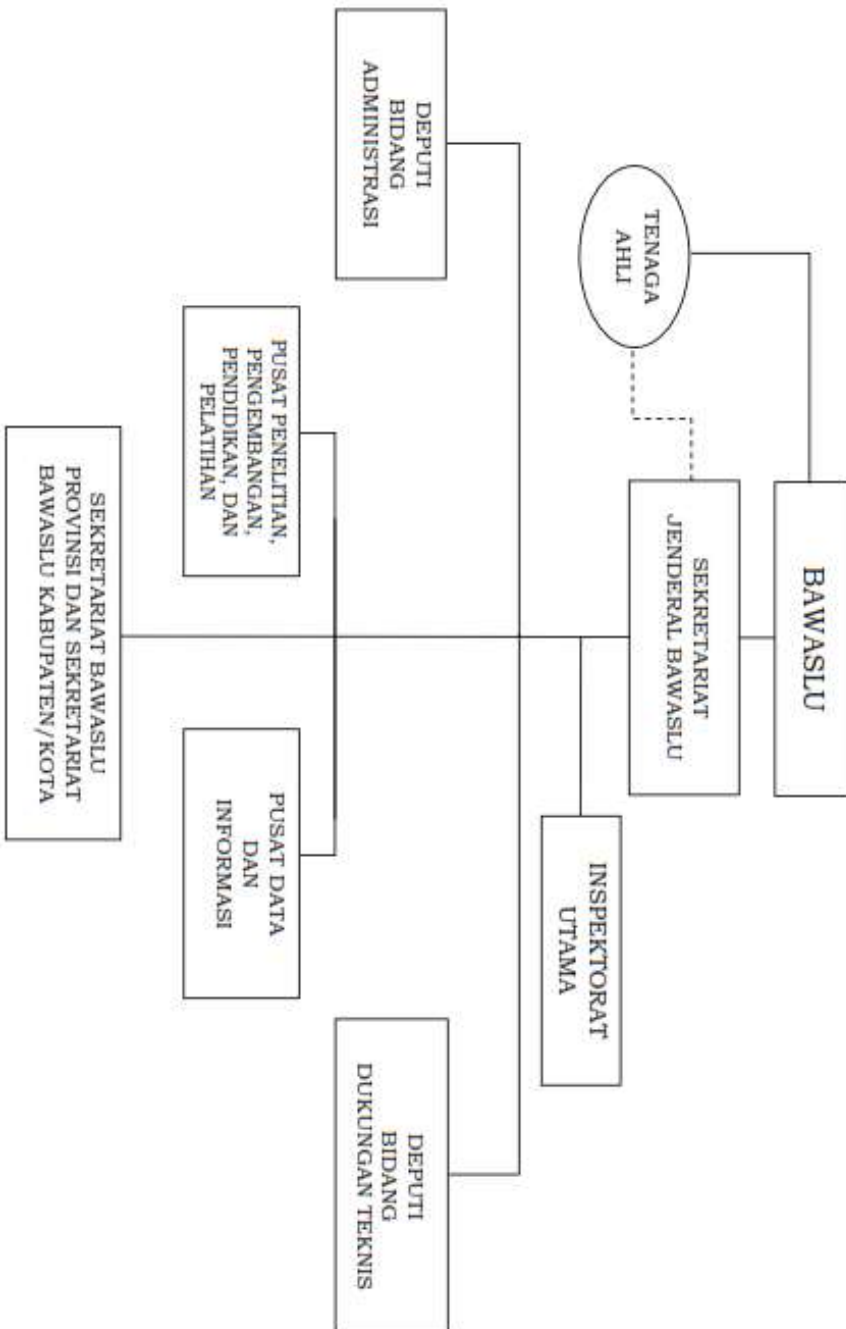 BAWASLU
TENAGA
AHLI
SEKRETARIAT
JENDERAL BAWASLU
INSPEKTORAT
UTAMA
DEPUTI
BIDANG
ADMINISTRASI
DEPUTI
BIDANG
DUKUNGAN TEKNIS
PUSAT PENELITIAN,
PENGEMBANGAN,
PENDIDIKAN, DAN
PELATIHAN
PUSAT DATA
DAN
INFORMASI
SEKRETARIAT BAWASLU
PROVINSI DAN SEKRETARIAT
BAWASLU KABUPATEN/KOTA